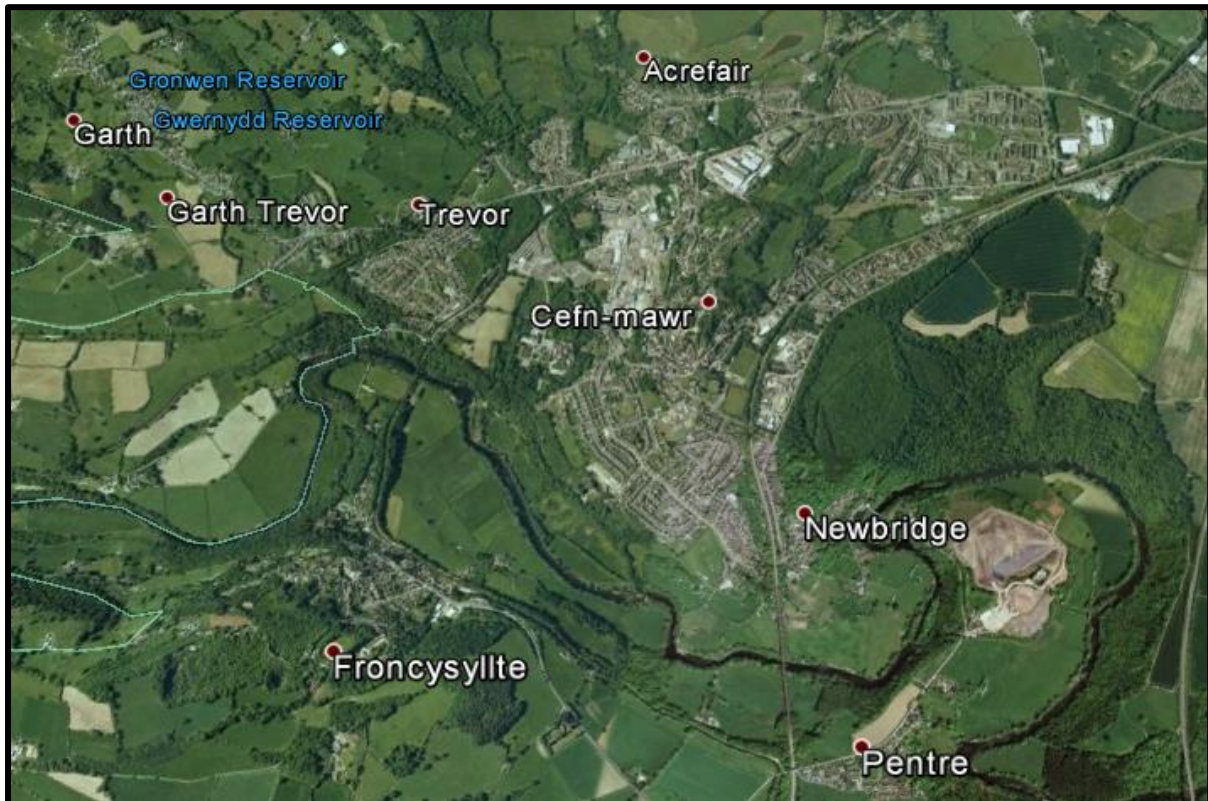 Acrefair
Gronwen Reservoir
Gwernydd Reservoir
Garth
Garth Trevor
Trevor
Cefn-mawr
Newbridge
Froncysyllte
Pentre